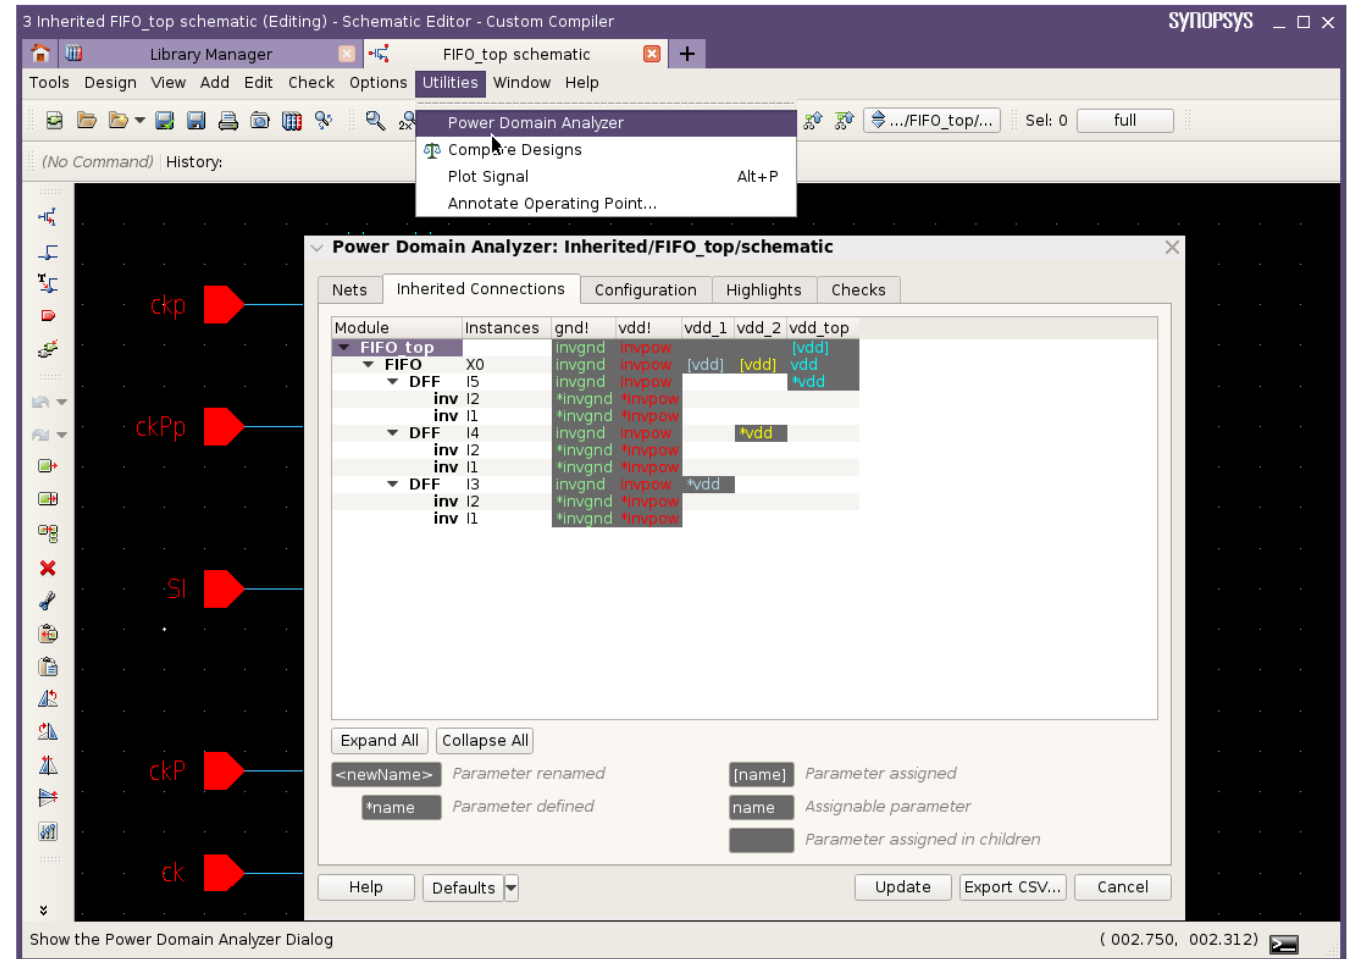 3 Inherited FIFO_top schematic (Editing) - Schematic Editor - Custom Compiler SYNOPSYS
Library Manager FIFO_top schematic
Tools Design View Add Edit Check Options Utilities Window Help
.../FIFO_top/... Sel: 0 full
Power Domain Analyzer
(No Command) History:
Compare Designs
Plot Signal Alt+P
Annotate Operating Point...
Power Domain Analyzer: Inherited/FIFO_top/schematic
Nets Inherited Connections Configuration Highlights Checks
Module Instances gnd! vdd! vdd_1 vdd_2 vdd_top
FIFO_top invgnd invpow [vdd]
FIFO X0 invgnd invpow [vdd] [vdd] vdd
DFF I5 invgnd invpow *vdd
inv I2 *invgnd *invpow
inv I1 *invgnd *invpow
DFF I4 invgnd invpow *vdd
inv I2 *invgnd *invpow
inv I1 *invgnd *invpow
DFF I3 invgnd invpow *vdd
inv I2 *invgnd *invpow
inv I1 *invgnd *invpow
ckp
ckPp
SI
ckP
ck
Expand All Collapse All
<newName> Parameter renamed [name] Parameter assigned
*name Parameter defined name Assignable parameter
Parameter assigned in children
Help Defaults Update Export CSV... Cancel
Show the Power Domain Analyzer Dialog ( 002.750, 002.312)